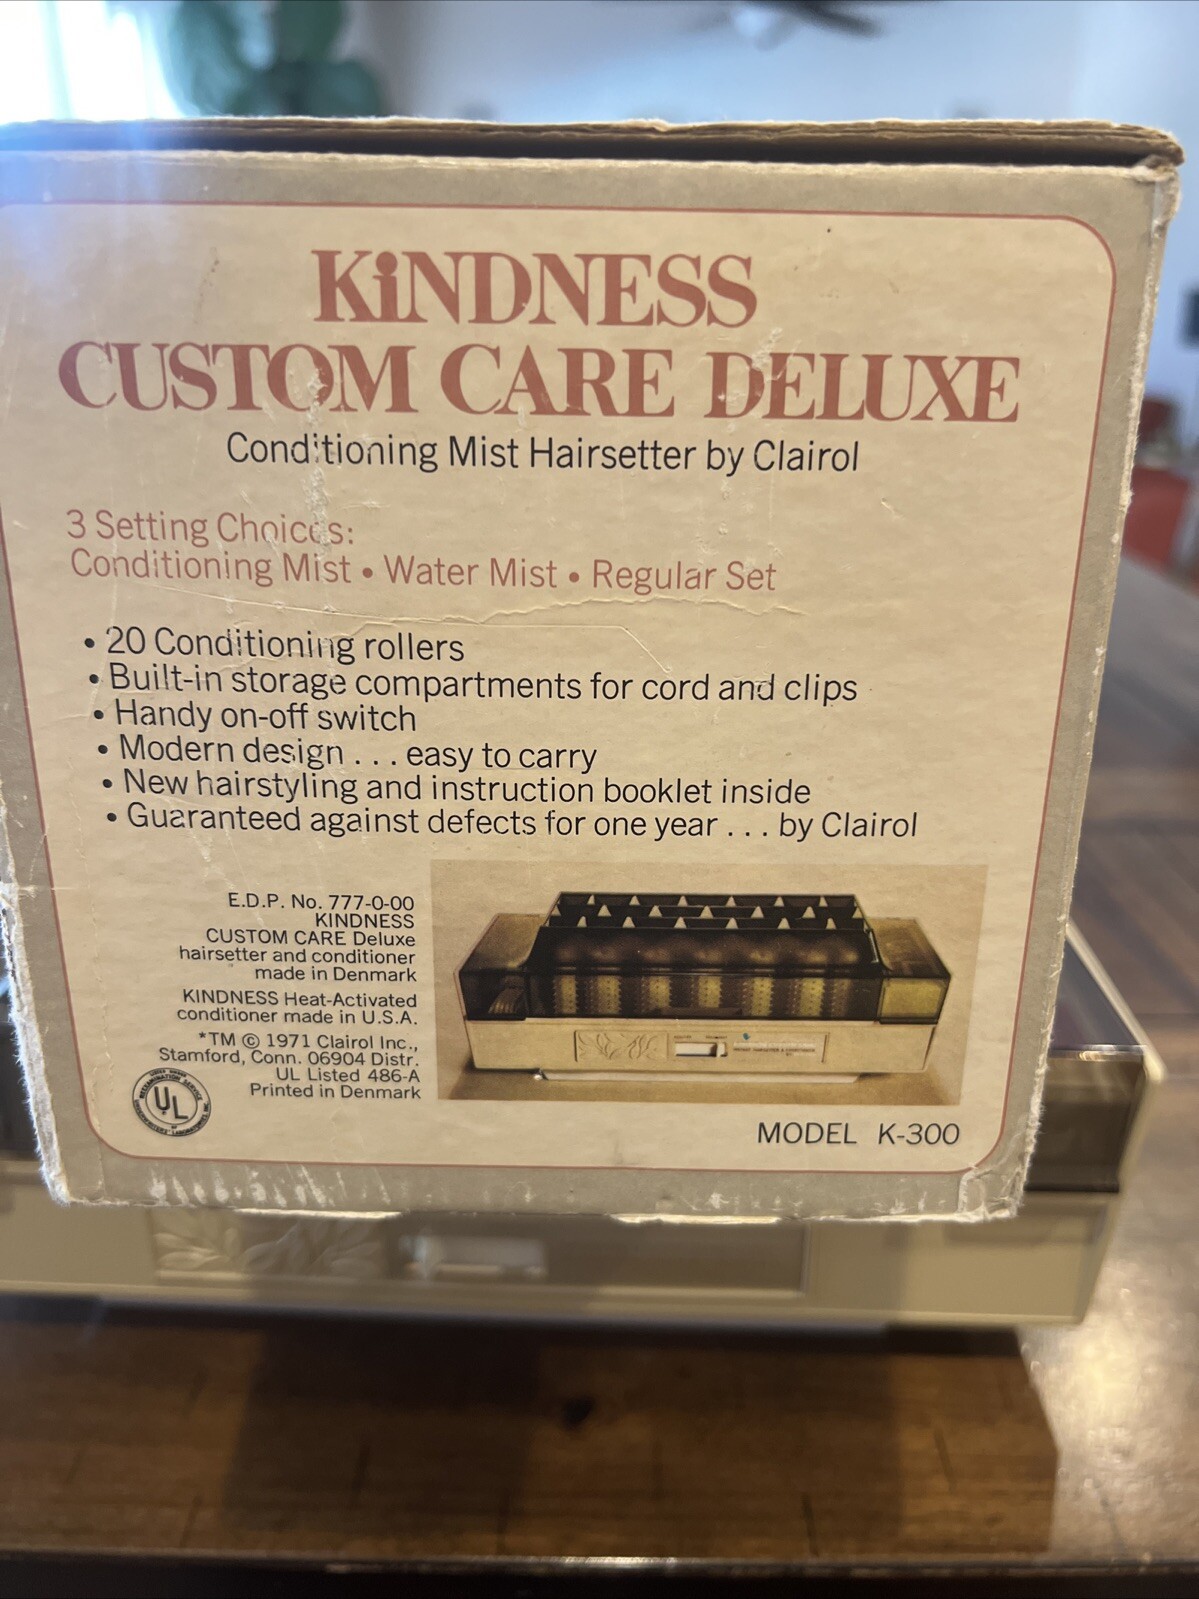 KiNDNESS
CUSTOM CARE DELUXE
Conditioning Mist Hairsetter by Clairol
3 Setting Choices:
Conditioning Mist • Water Mist • Regular Set
• 20 Conditioning rollers
• Built-in storage compartments for cord and clips
• Handy on-off switch
• Modern design . . . easy to carry
• New hairstyling and instruction booklet inside
• Guaranteed against defects for one year . . . by Clairol
E.D.P. No. 777-0-00
KINDNESS
CUSTOM CARE Deluxe
hairsetter and conditioner
made in Denmark
KINDNESS Heat-Activated
conditioner made in U.S.A.
*TM © 1971 Clairol Inc.,
Stamford, Conn. 06904 Distr.
UL Listed 486-A
Printed in Denmark
UL
MODEL K-300